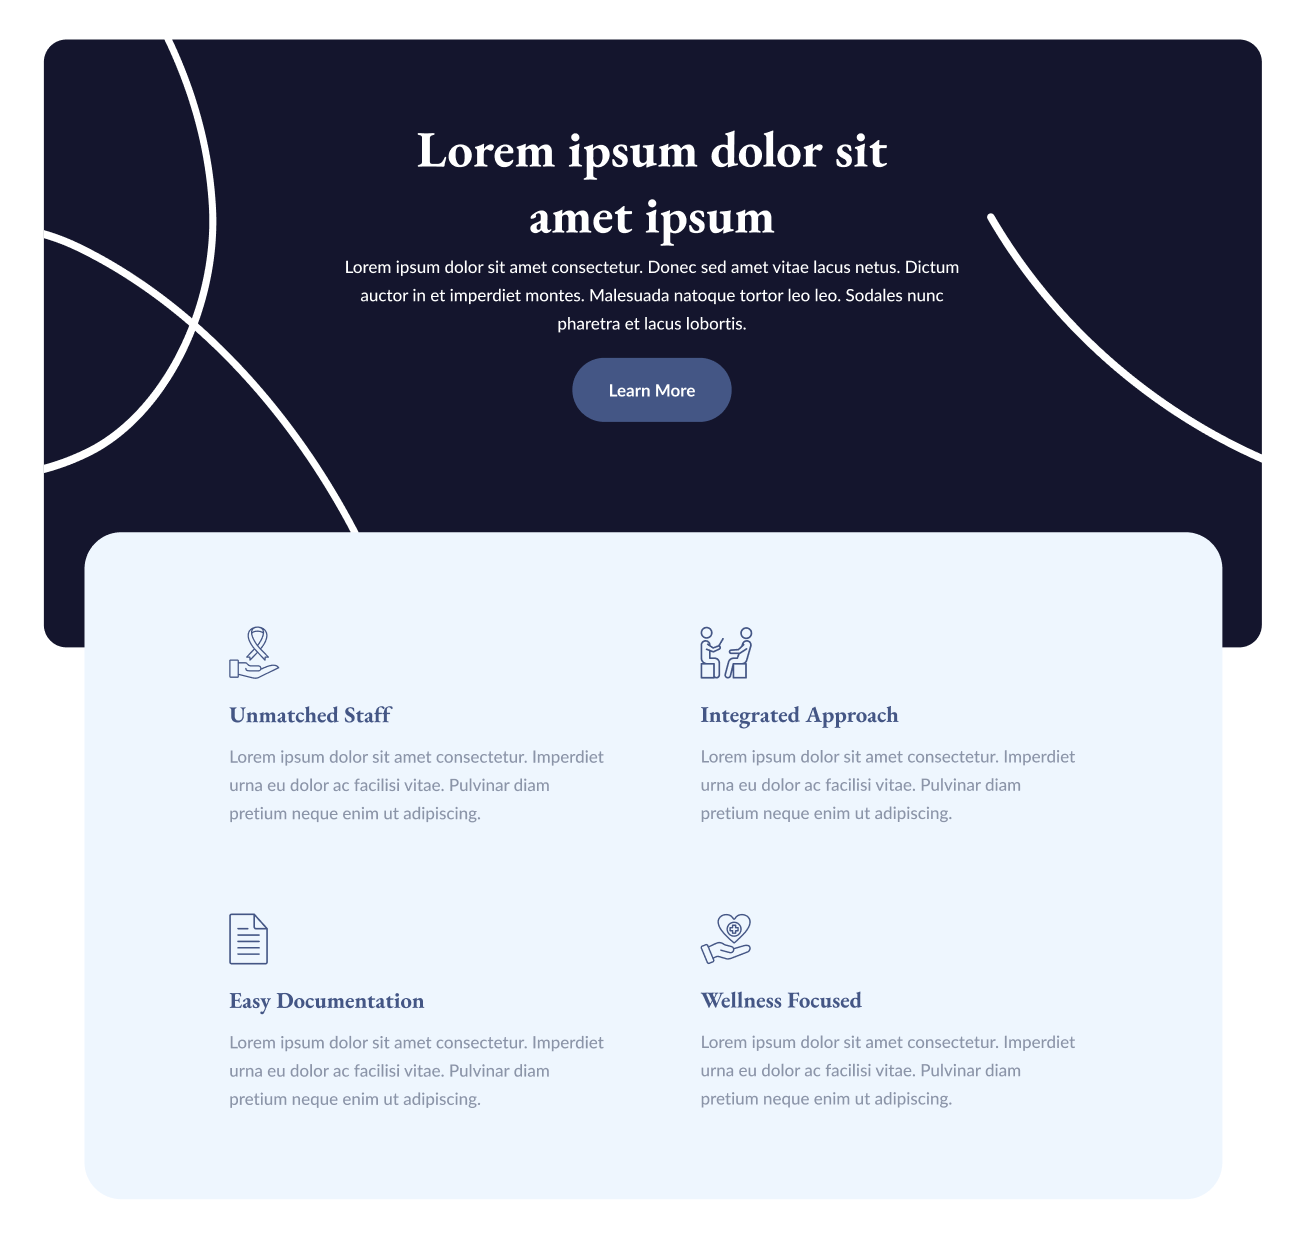 Lorem ipsum dolor sit
amet ipsum
Lorem ipsum dolor sit amet consectetur. Donec sed amet vitae lacus netus. Dictum
auctor in et imperdiet montes. Malesuada natoque tortor leo leo. Sodales nunc
pharetra et lacus lobortis.
Learn More
Unmatched Staff
Lorem ipsum dolor sit amet consectetur. Imperdiet
urna eu dolor ac facilisi vitae. Pulvinar diam
pretium neque enim ut adipiscing.
Integrated Approach
Lorem ipsum dolor sit amet consectetur. Imperdiet
urna eu dolor ac facilisi vitae. Pulvinar diam
pretium neque enim ut adipiscing.
Easy Documentation
Lorem ipsum dolor sit amet consectetur. Imperdiet
urna eu dolor ac facilisi vitae. Pulvinar diam
pretium neque enim ut adipiscing.
Wellness Focused
Lorem ipsum dolor sit amet consectetur. Imperdiet
urna eu dolor ac facilisi vitae. Pulvinar diam
pretium neque enim ut adipiscing.